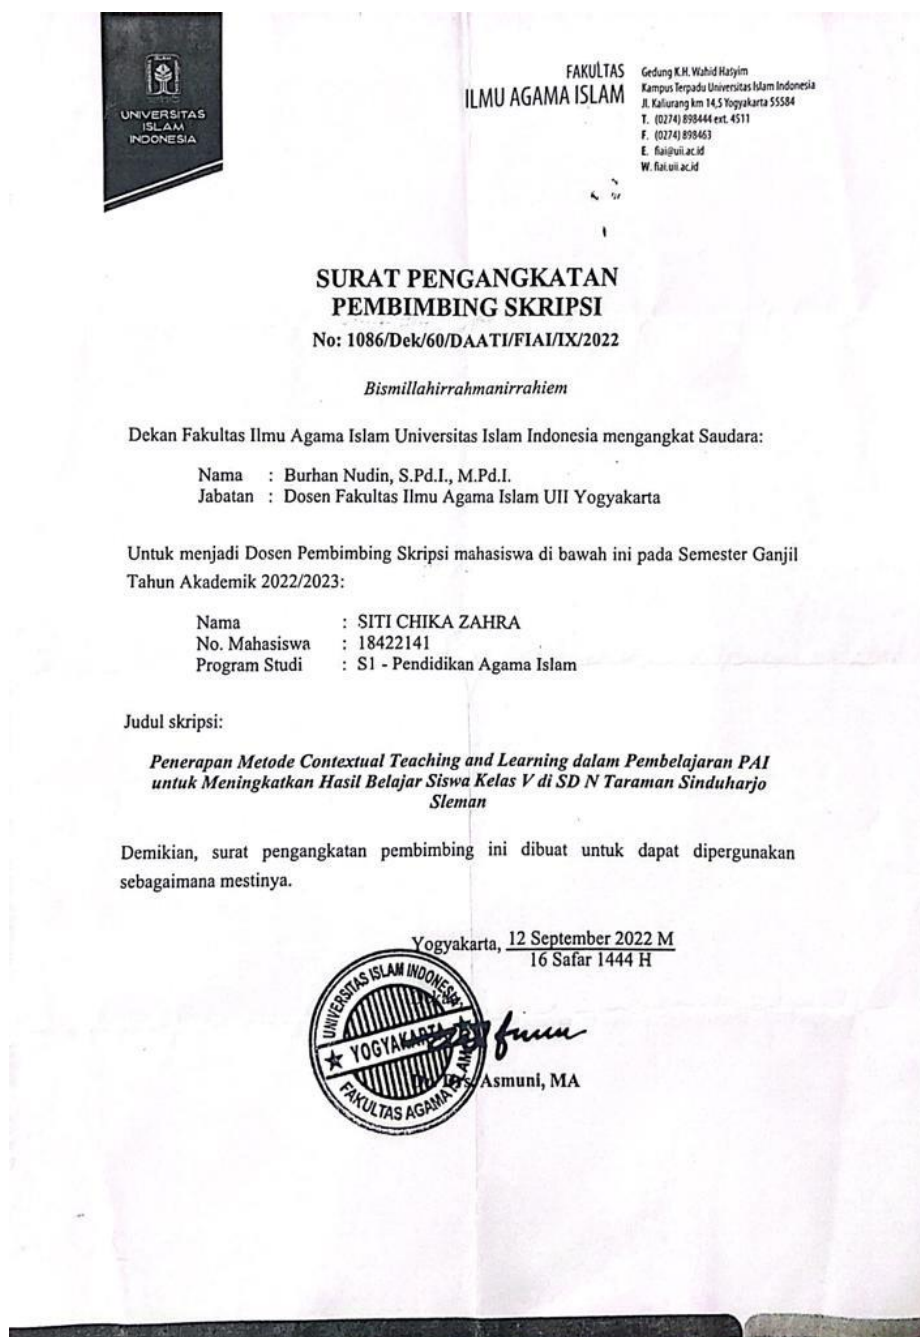 UNIVERSITAS
ISLAM
INDONESIA
FAKULTAS
ILMU AGAMA ISLAM
Gedung K.H. Wahid Hasyim
Kampus Terpadu Universitas Islam Indonesia
Jl. Kaliurang km 14,5 Yogyakarta 55584
T. (0274) 898444 ext. 4511
F. (0274) 898463
E. fiai@uii.ac.id
W. fiai.uii.ac.id
SURAT PENGANGKATAN
PEMBIMBING SKRIPSI
No: 1086/Dek/60/DAATI/FIAI/IX/2022
Bismillahirrahmanirrahiem
Dekan Fakultas Ilmu Agama Islam Universitas Islam Indonesia mengangkat Saudara:
Nama : Burhan Nudin, S.Pd.I., M.Pd.I.
Jabatan : Dosen Fakultas Ilmu Agama Islam UII Yogyakarta
Untuk menjadi Dosen Pembimbing Skripsi mahasiswa di bawah ini pada Semester Ganjil
Tahun Akademik 2022/2023:
Nama : SITI CHIKA ZAHRA
No. Mahasiswa : 18422141
Program Studi : S1 - Pendidikan Agama Islam
Judul skripsi:
Penerapan Metode Contextual Teaching and Learning dalam Pembelajaran PAI
untuk Meningkatkan Hasil Belajar Siswa Kelas V di SD N Taraman Sinduharjo
Sleman
Demikian, surat pengangkatan pembimbing ini dibuat untuk dapat dipergunakan
sebagaimana mestinya.
Yogyakarta, 12 September 2022 M
16 Safar 1444 H
UNIVERSITAS ISLAM INDONESIA
YOGYAKARTA
FAKULTAS AGAMA ISLAM
Drs. Asmuni, MA